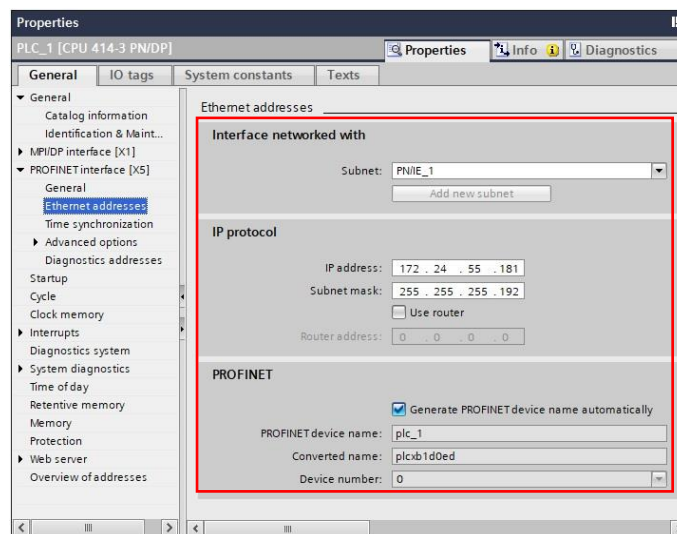 Properties
PLC_1 [CPU 414-3 PN/DP]
Properties
Info
Diagnostics
General
IO tags
System constants
Texts
General
Catalog information
Identification & Maint...
MPI/DP interface [X1]
PROFINET interface [X5]
General
Ethernet addresses
Time synchronization
Advanced options
Diagnostics addresses
Startup
Cycle
Clock memory
Interrupts
Diagnostics system
System diagnostics
Time of day
Retentive memory
Memory
Protection
Web server
Overview of addresses
Ethernet addresses
Interface networked with
Subnet: PN/IE_1
Add new subnet
IP protocol
IP address: 172 . 24 . 55 . 181
Subnet mask: 255 . 255 . 255 . 192
Use router
Router address: 0 . 0 . 0 . 0
PROFINET
Generate PROFINET device name automatically
PROFINET device name: plc_1
Converted name: plcxb1d0ed
Device number: 0